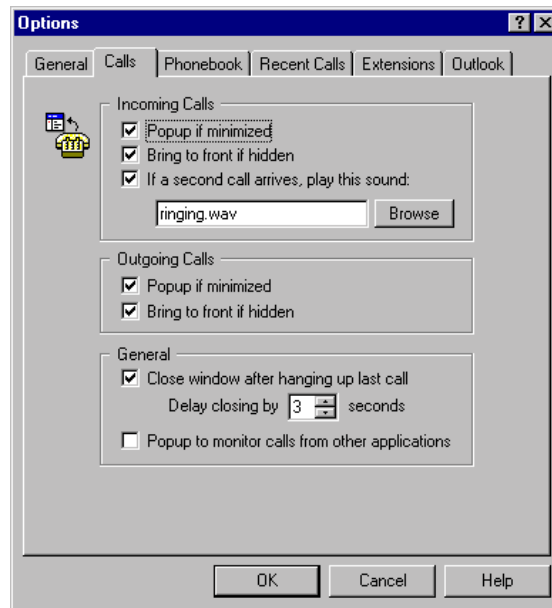 Options
General Calls Phonebook Recent Calls Extensions Outlook
Incoming Calls
Popup if minimized
Bring to front if hidden
If a second call arrives, play this sound:
ringing.wav Browse
Outgoing Calls
Popup if minimized
Bring to front if hidden
General
Close window after hanging up last call
Delay closing by 3 seconds
Popup to monitor calls from other applications
OK Cancel Help